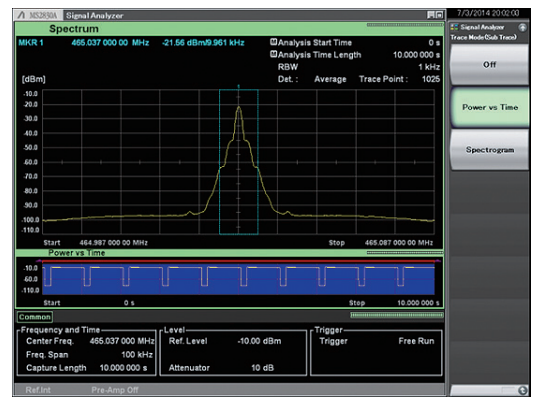 MS2830A Signal Analyzer 7/3/2014 20:02:03
Spectrum
MKR 1 465.037 000 00 MHz -21.56 dBm/9.961 kHz
M Analysis Start Time 0 s
M Analysis Time Length 10.000 000 s
RBW 1 kHz
Det. : Average Trace Point : 1025
[dBm]
-10.0
-20.0
-30.0
-40.0
-50.0
-60.0
-70.0
-80.0
-90.0
-100.0
-110.0
1
Start 464.987 000 00 MHz Stop 465.087 000 00 MHz
Power vs Time
-10.0
-60.0
-110.0
Start 0 s Stop 10.000 000 s
Common
Frequency and Time
Center Freq. 465.037 000 MHz
Freq. Span 100 kHz
Capture Length 10.000 000 s
Level
Ref. Level -10.00 dBm
Attenuator 10 dB
Trigger
Trigger Free Run
Ref.Int Pre-Amp Off
Signal Analyzer
Trace Mode(Sub Trace)
Off
Power vs Time
Spectrogram